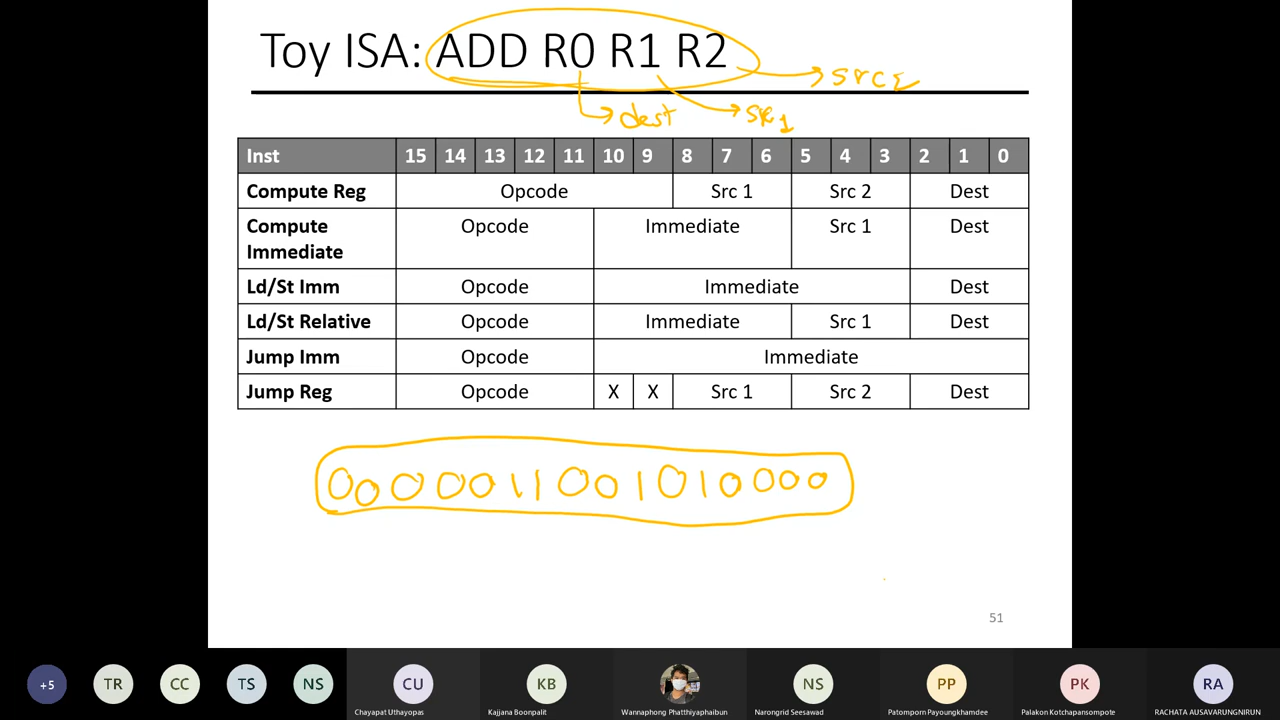 Toy ISA: ADD R0 R1 R2
src2
dest
src1
Inst 15 14 13 12 11 10 9 8 7 6 5 4 3 2 1 0
Compute Reg Opcode Src 1 Src 2 Dest
Compute Immediate Opcode Immediate Src 1 Dest
Ld/St Imm Opcode Immediate Dest
Ld/St Relative Opcode Immediate Src 1 Dest
Jump Imm Opcode Immediate
Jump Reg Opcode X X Src 1 Src 2 Dest
0000011001010000
51
+5 TR CC TS NS CU KB NS PP PK RA
Chayapat Uthayopas Kajjana Boonpalit Wannaphong Phatthiyaphaibun Narongrid Seesawad Patomporn Payoungkhamdee Palakon Kotchapansompote RACHATA AUSAVARUNGNIRUN